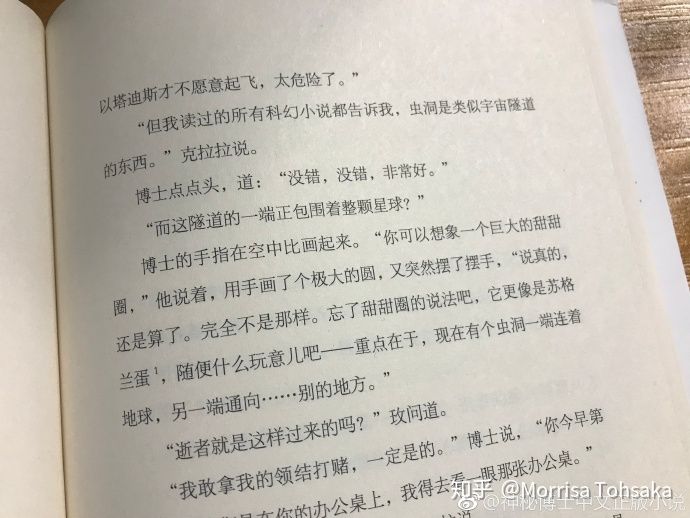 以塔迪斯才不愿意起飞，太危险了。”
“但我读过的所有科幻小说都告诉我，虫洞是类似宇宙隧道
的东西。”克拉拉说。
博士点点头，道：“没错，没错，非常好。”
“而这隧道的一端正包围着整颗星球？”
博士的手指在空中比画起来。“你可以想象一个巨大的甜甜
圈，”他说着，用手画了个极大的圆，又突然摆了摆手，“说真的，
还是算了。完全不是那样。忘了甜甜圈的说法吧，它更像是苏格
兰蛋1，随便什么玩意儿吧——重点在于，现在有个虫洞一端连着
地球，另一端通向……别的地方。”
“逝者就是这样过来的吗？”玫问道。
“我敢拿我的领结打赌，一定是的。”博士说，“你今早第
是在你的办公桌上，我得去看一眼那张办公桌。”
知乎 @Morrisa Tohsaka
@神秘博士中文正版小说